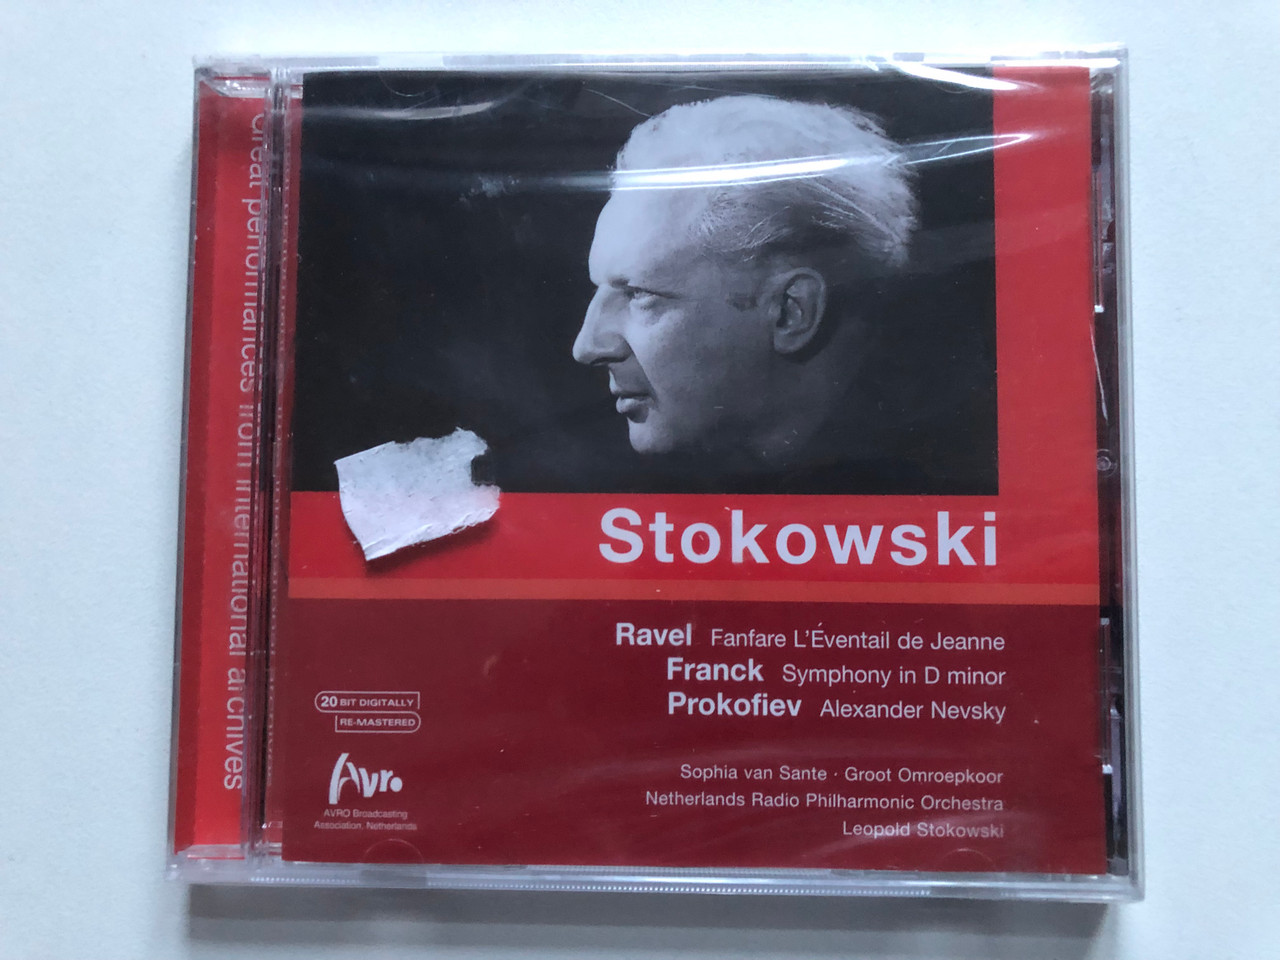 Great performances from international archives
Stokowski
Ravel Fanfare L'Éventail de Jeanne
Franck Symphony in D minor
Prokofiev Alexander Nevsky
20 BIT DIGITALLY
RE-MASTERED
Avro
AVRO Broadcasting
Association, Netherlands
Sophia van Sante · Groot Omroepkoor
Netherlands Radio Philharmonic Orchestra
Leopold Stokowski